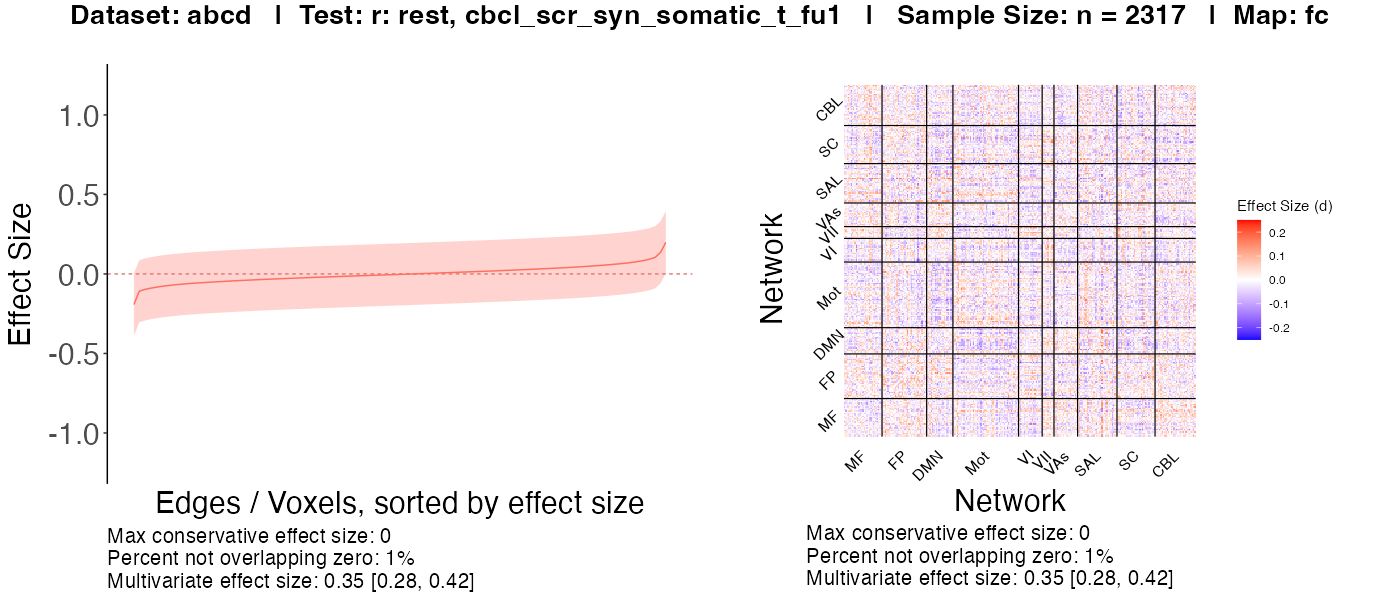 Dataset: abcd | Test: r: rest, cbcl_scr_syn_somatic_t_fu1 | Sample Size: n = 2317 | Map: fc
Effect Size
1.0
0.5
0.0
-0.5
-1.0
Edges / Voxels, sorted by effect size
Max conservative effect size: 0
Percent not overlapping zero: 1%
Multivariate effect size: 0.35 [0.28, 0.42]
Network
CBL
SC
SAL
VAs
VII
VI
Mot
DMN
FP
MF
MF FP DMN Mot VI VII VAs SAL SC CBL
Network
Max conservative effect size: 0
Percent not overlapping zero: 1%
Multivariate effect size: 0.35 [0.28, 0.42]
Effect Size (d)
0.2
0.1
0.0
-0.1
-0.2